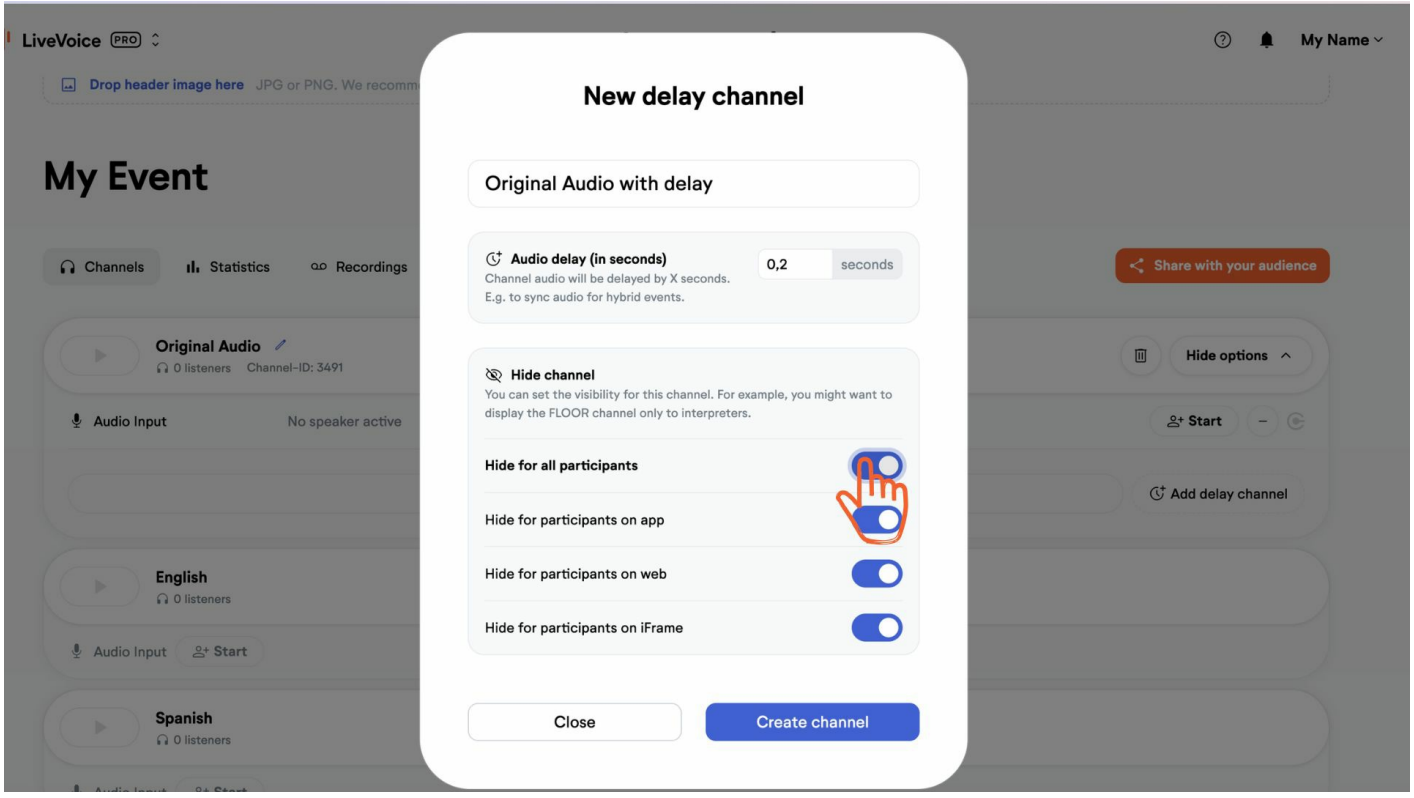 LiveVoice PRO
My Name
Drop header image here JPG or PNG. We recomm
My Event
Channels Statistics Recordings
Share with your audience
Original Audio
0 listeners Channel-ID: 3491
Hide options
Audio Input No speaker active
Start
Add delay channel
English
0 listeners
Audio Input Start
Spanish
0 listeners
Audio Input Start
New delay channel
Original Audio with delay
Audio delay (in seconds)
Channel audio will be delayed by X seconds.
E.g. to sync audio for hybrid events.
0,2 seconds
Hide channel
You can set the visibility for this channel. For example, you might want to
display the FLOOR channel only to interpreters.
Hide for all participants
Hide for participants on app
Hide for participants on web
Hide for participants on iFrame
Close Create channel